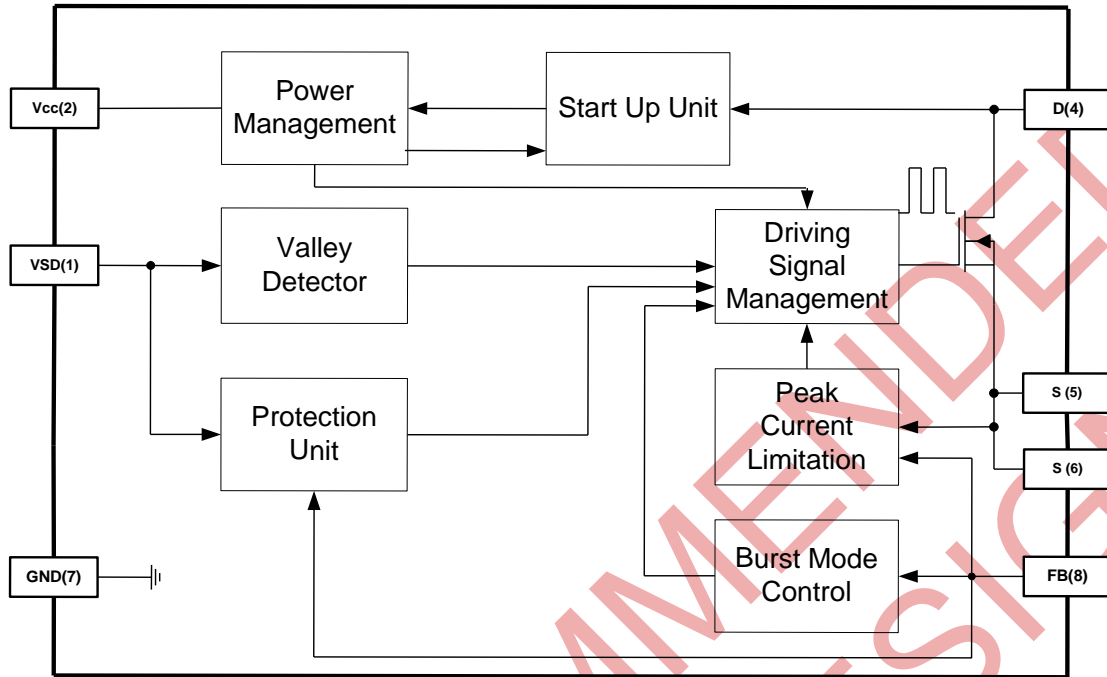 Vcc(2)
Power
Management
Start Up Unit
D(4)
VSD(1)
Valley
Detector
Driving
Signal
Management
Protection
Unit
Peak
Current
Limitation
S (5)
S (6)
GND(7)
Burst Mode
Control
FB(8)